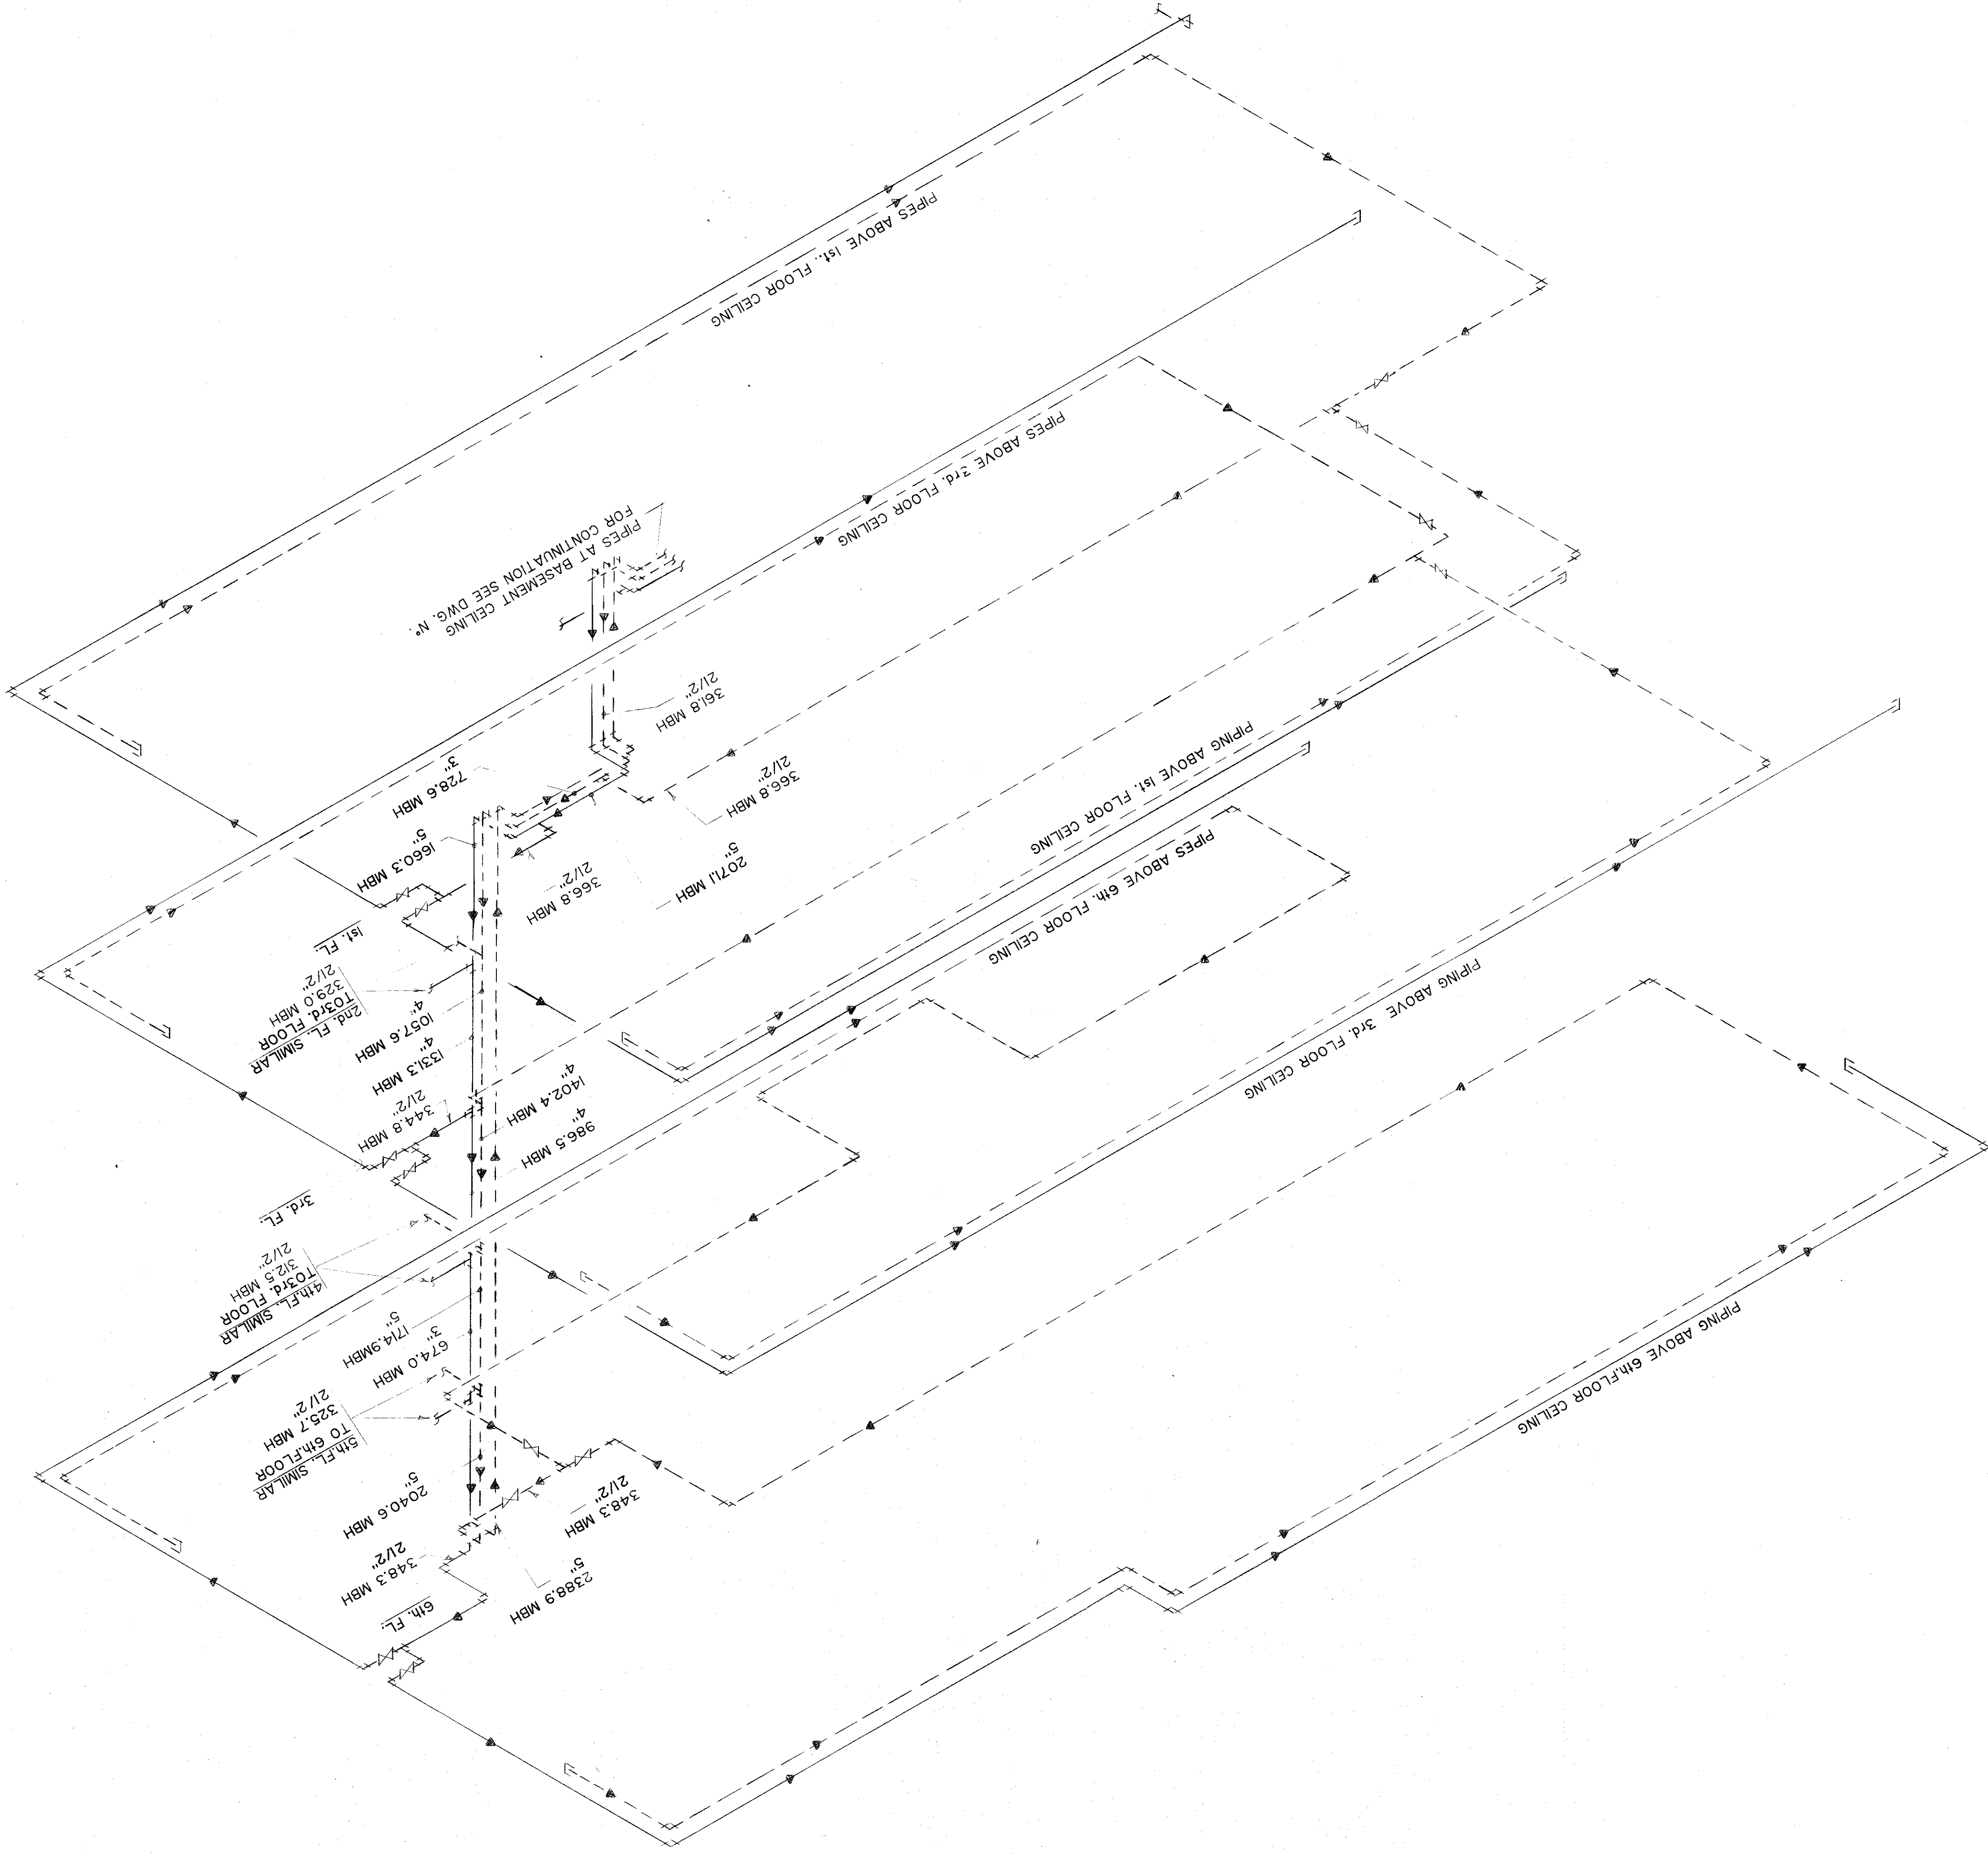 6th. FL.
2388.9 MBH
5"
348.3 MBH
2 1/2"
348.3 MBH
2 1/2"
2040.6 MBH
5"
5th.FL. SIMILAR
TO 6th.FLOOR
325.7 MBH
2 1/2"
674.0 MBH
3"
1714.9MBH
5"
4th.FL. SIMILAR
TO3rd. FLOOR
312.5 MBH
2 1/2"
3rd. FL.
986.5 MBH
4"
1402.4 MBH
4"
344.8 MBH
2 1/2"
1331.3 MBH
4"
1057.6 MBH
4"
2nd. FL. SIMILAR
TO3rd. FLOOR
329.0 MBH
2 1/2"
1st. FL.
366.8 MBH
2 1/2"
2071.1 MBH
5"
1660.3 MBH
5"
728.6 MBH
3"
366.8 MBH
2 1/2"
361.8 MBH
2 1/2"
PIPES AT BASEMENT CEILING
FOR CONTINUATION SEE DWG. Nº.
PIPING ABOVE 6th.FLOOR CEILING
PIPING ABOVE 3rd. FLOOR CEILING
PIPES ABOVE 6th. FLOOR CEILING
PIPING ABOVE 1st. FLOOR CEILING
PIPES ABOVE 3rd. FLOOR CEILING
PIPES ABOVE 1st.. FLOOR CEILING